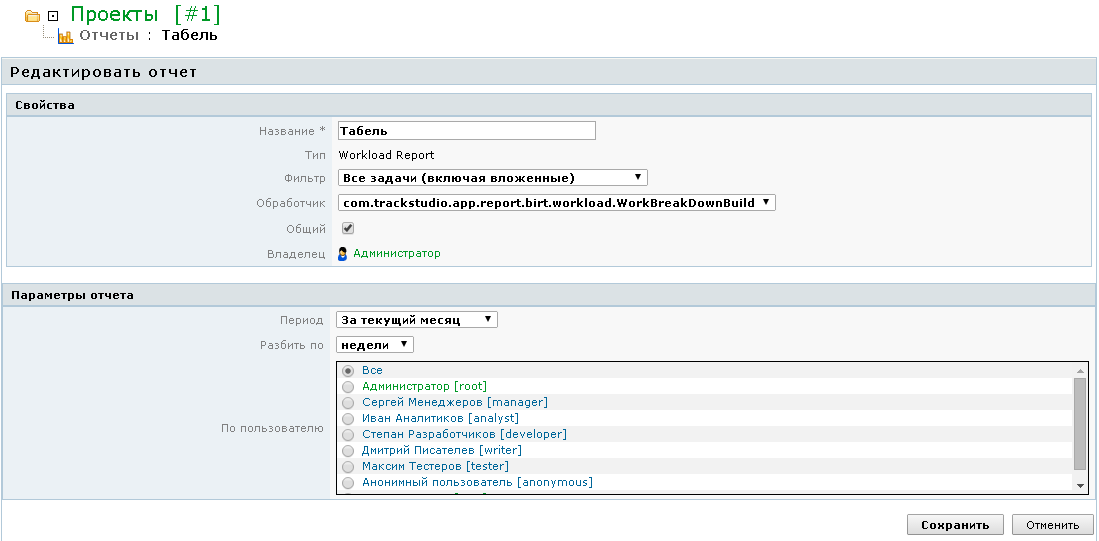 Проекты [#1]
Отчеты : Табель
Редактировать отчет
Свойства
Название * Табель
Тип Workload Report
Фильтр Все задачи (включая вложенные)
Обработчик com.trackstudio.app.report.birt.workload.WorkBreakDownBuild
Общий
Владелец Администратор
Параметры отчета
Период За текущий месяц
Разбить по недели
По пользователю
Все
Администратор [root]
Сергей Менеджеров [manager]
Иван Аналитиков [analyst]
Степан Разработчиков [developer]
Дмитрий Писателев [writer]
Максим Тестеров [tester]
Анонимный пользователь [anonymous]
Сохранить Отменить